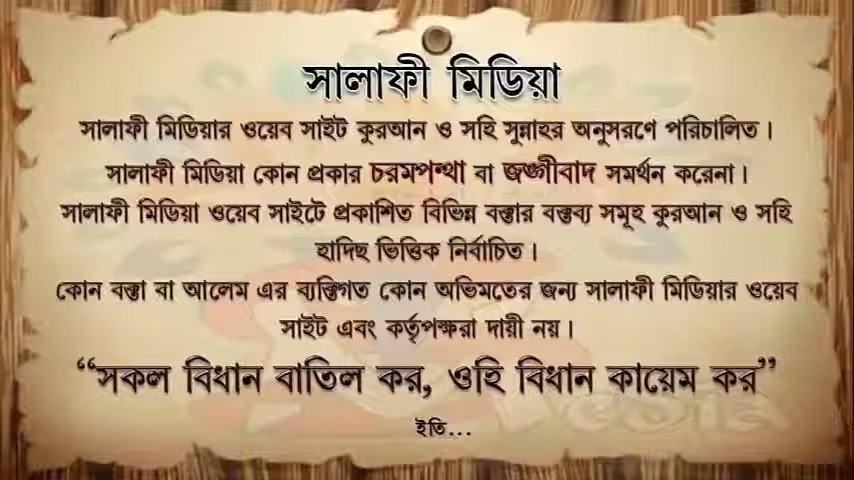 সালাফী মিডিয়া
সালাফী মিডিয়ার ওয়েব সাইট কুরআন ও সহি সুন্নাহর অনুসরণে পরিচালিত।
সালাফী মিডিয়া কোন প্রকার চরমপন্থা বা জঙ্গীবাদ সমর্থন করেনা।
সালাফী মিডিয়া ওয়েব সাইটে প্রকাশিত বিভিন্ন বক্তার বক্তব্য সমূহ কুরআন ও সহি
হাদিছ ভিত্তিক নির্বাচিত।
কোন বক্তা বা আলেম এর ব্যক্তিগত কোন অভিমতের জন্য সালাফী মিডিয়ার ওয়েব
সাইট এবং কর্তৃপক্ষরা দায়ী নয়।
“সকল বিধান বাতিল কর, ওহি বিধান কায়েম কর”
ইতি...